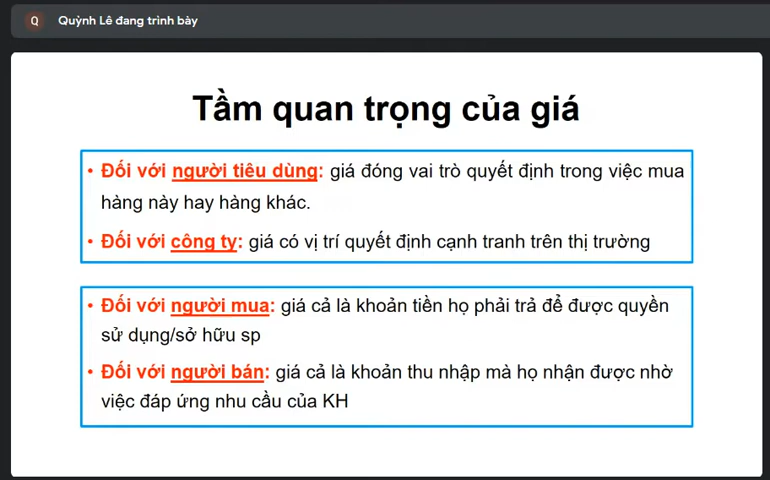 Q Quỳnh Lê đang trình bày
Tầm quan trọng của giá
• Đối với người tiêu dùng: giá đóng vai trò quyết định trong việc mua
hàng này hay hàng khác.
• Đối với công ty: giá có vị trí quyết định cạnh tranh trên thị trường
• Đối với người mua: giá cả là khoản tiền họ phải trả để được quyền
sử dụng/sở hữu sp
• Đối với người bán: giá cả là khoản thu nhập mà họ nhận được nhờ
việc đáp ứng nhu cầu của KH